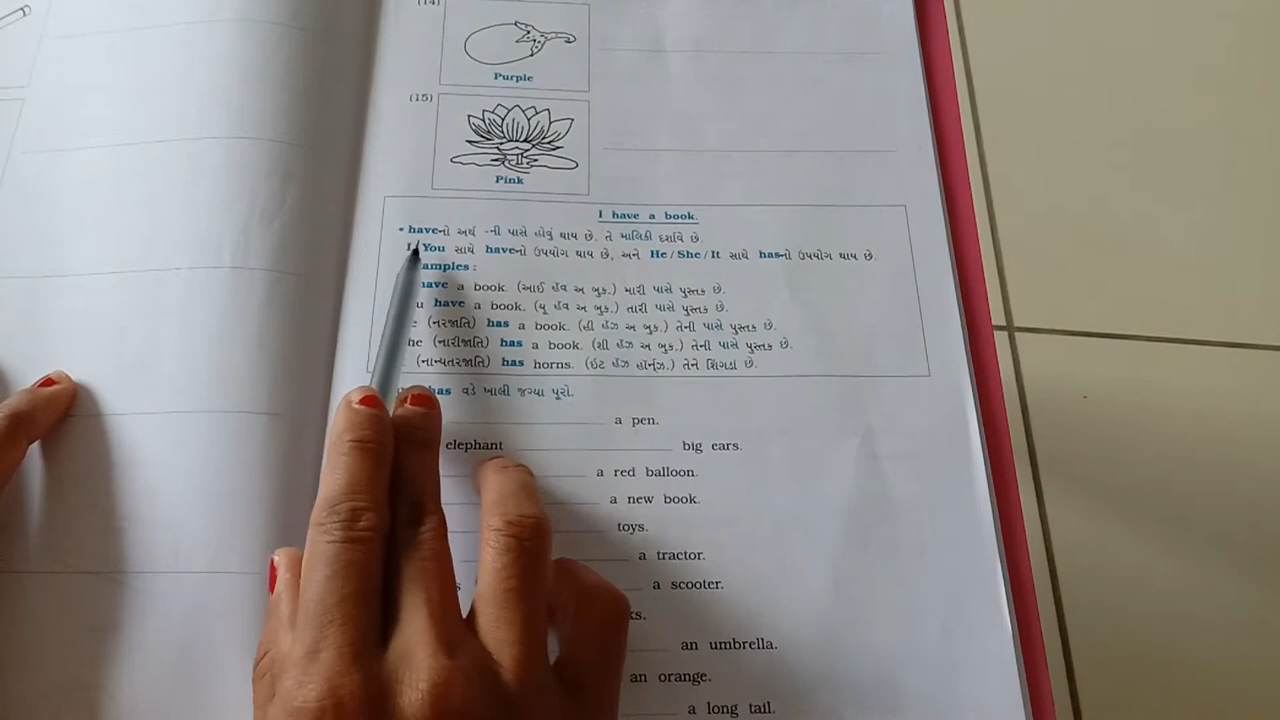 (14)
Purple
(15)
Pink
I have a book.
• haveનો અર્થ -ની પાસે હોવું થાય છે. તે માલિકી દર્શાવે છે.
I / You સાથે haveનો ઉપયોગ થાય છે, અને He / She / It સાથે hasનો ઉપયોગ થાય છે.
have a book. (આઈ હૅવ અ બુક.) મારી પાસે પુસ્તક છે.
have a book. (યૂ હૅવ અ બુક.) તારી પાસે પુસ્તક છે.
(નરજાતિ) has a book. (હી હૅઝ અ બુક.) તેની પાસે પુસ્તક છે.
(નારીજાતિ) has a book. (શી હૅઝ અ બુક.) તેની પાસે પુસ્તક છે.
(નાન્યતરજાતિ) has horns. (ઇટ હૅઝ હૉર્ન્ઝ.) તેને શિંગડાં છે.
has વડે ખાલી જગ્યા પૂરો.
a pen.
elephant big ears.
a red balloon.
a new book.
toys.
a tractor.
a scooter.
an umbrella.
an orange.
a long tail.